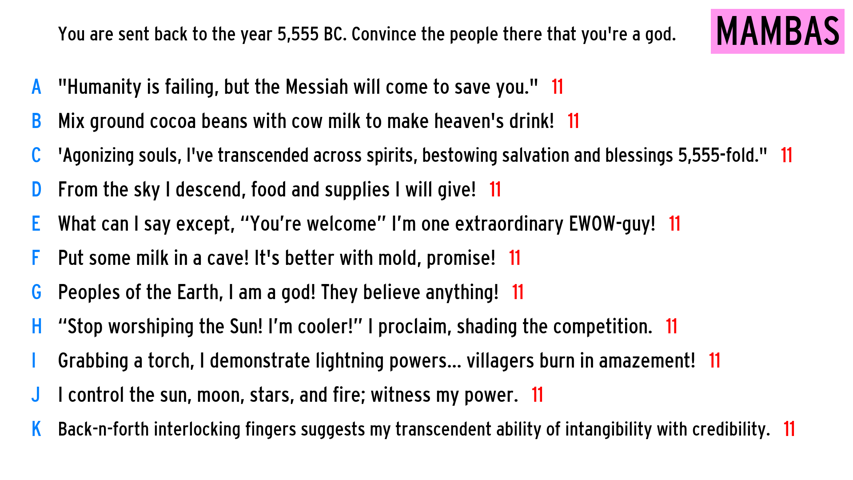 You are sent back to the year 5,555 BC. Convince the people there that you're a god. MAMBAS
A "Humanity is failing, but the Messiah will come to save you." 11
B Mix ground cocoa beans with cow milk to make heaven's drink! 11
C 'Agonizing souls, I've transcended across spirits, bestowing salvation and blessings 5,555-fold." 11
D From the sky I descend, food and supplies I will give! 11
E What can I say except, “You’re welcome” I’m one extraordinary EWOW-guy! 11
F Put some milk in a cave! It's better with mold, promise! 11
G Peoples of the Earth, I am a god! They believe anything! 11
H “Stop worshiping the Sun! I’m cooler!” I proclaim, shading the competition. 11
I Grabbing a torch, I demonstrate lightning powers... villagers burn in amazement! 11
J I control the sun, moon, stars, and fire; witness my power. 11
K Back-n-forth interlocking fingers suggests my transcendent ability of intangibility with credibility. 11